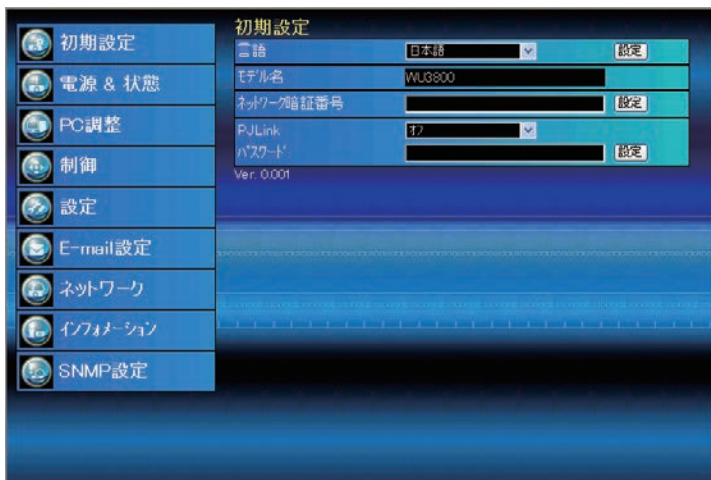 初期設定
電源 & 状態
PC調整
制御
設定
E-mail設定
ネットワーク
インフォメーション
SNMP設定
初期設定
言語 日本語 設定
モデル名 WU3800
ネットワーク暗証番号 設定
PJLink オフ
パスワード 設定
Ver. 0.001